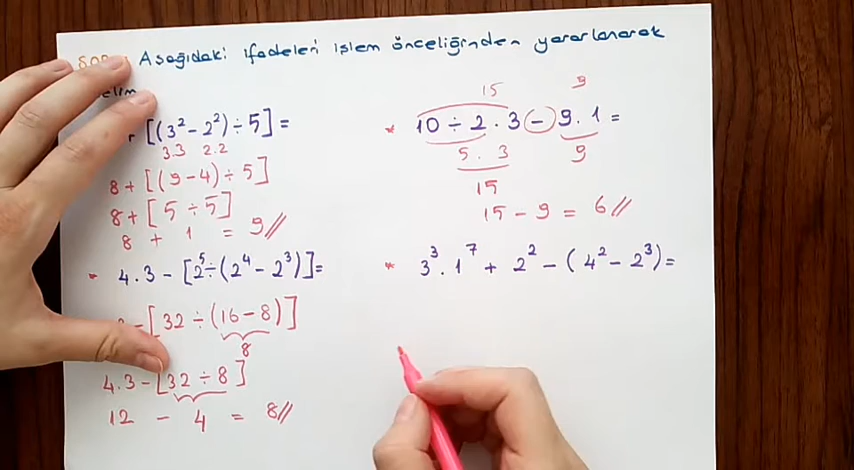 Aşağıdaki ifadeleri işlem önceliğinden yararlanarak
[(3² - 2²) ÷ 5] =
3.3 2.2
8 + [(9 - 4) ÷ 5]
8 + [5 ÷ 5]
8 + 1 = 9//
* 4.3 - [2⁵ ÷ (2⁴ - 2³)] =
- [32 ÷ (16 - 8)]
8
4.3 - [32 ÷ 8]
12 - 4 = 8//
15 9
* 10 ÷ 2 . 3 - 9 . 1 =
5 . 3 9
15
15 - 9 = 6//
* 3³ . 1⁷ + 2² - (4² - 2³) =